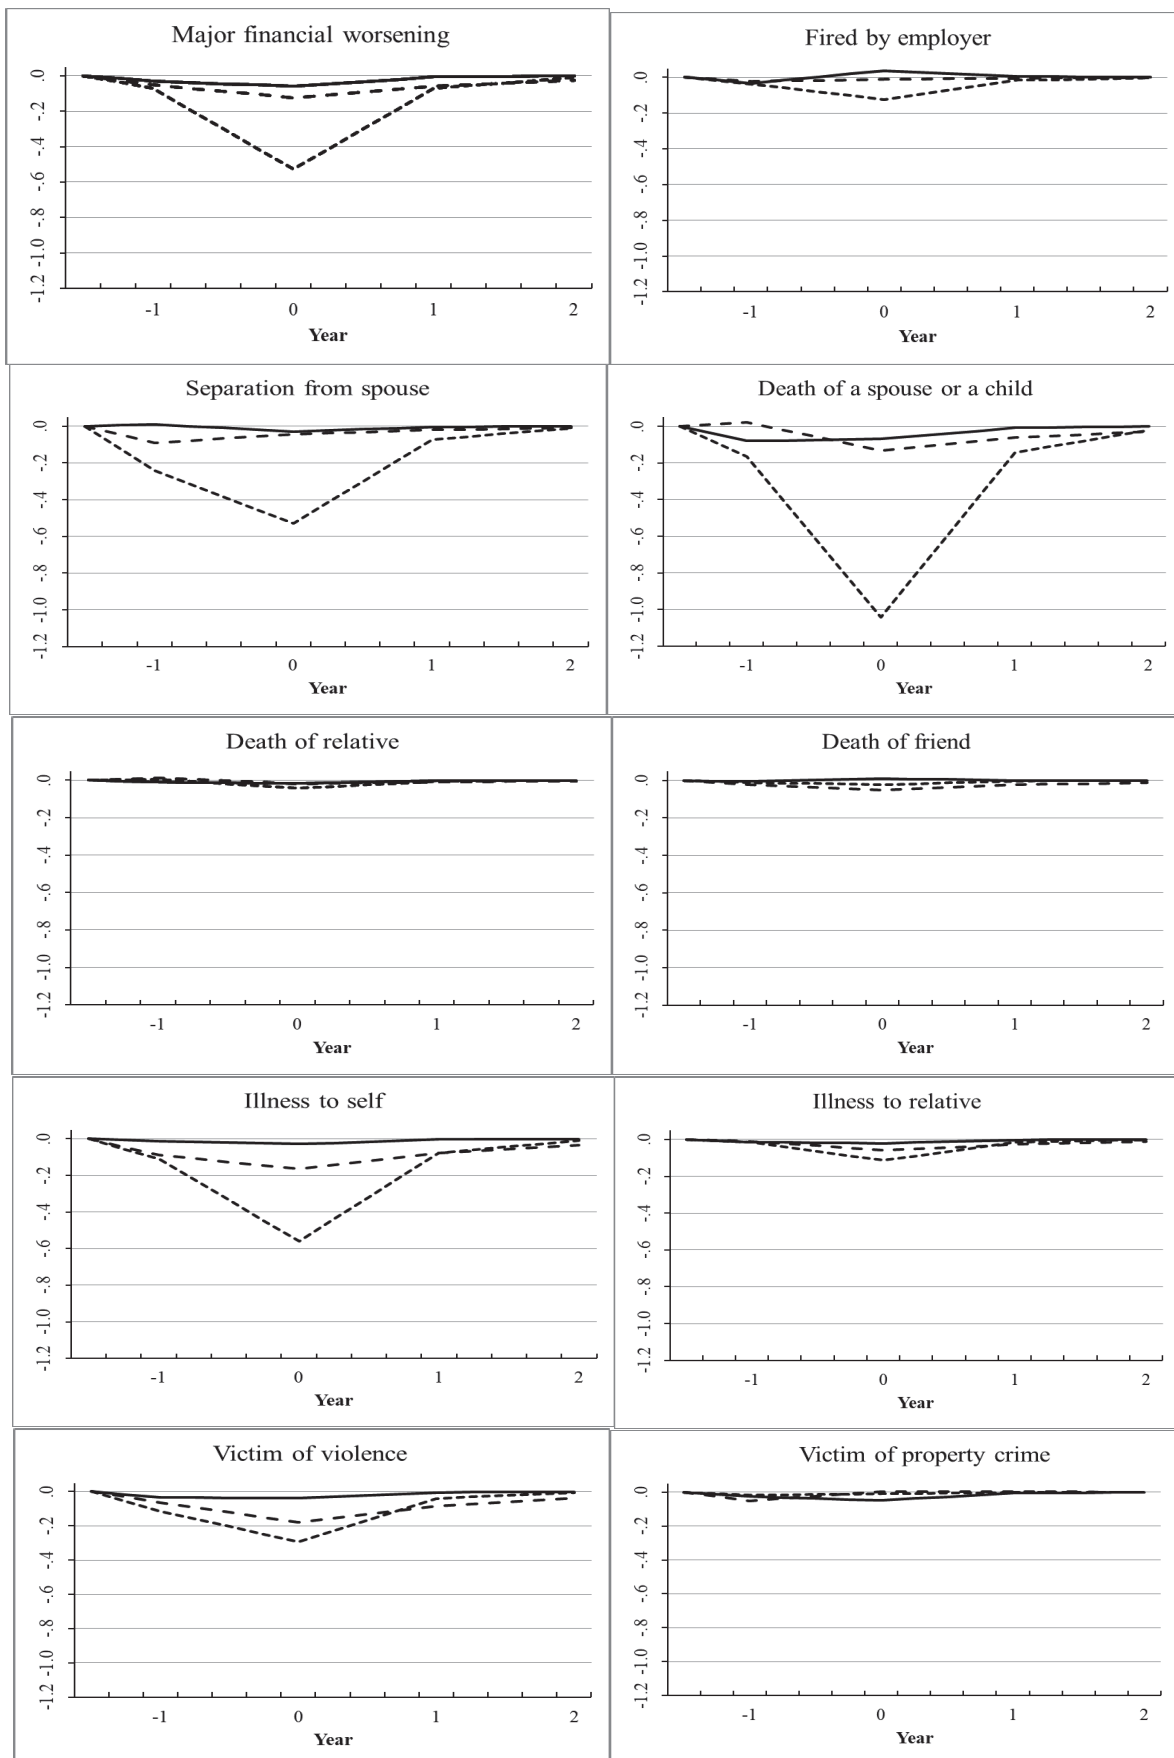 Major financial worsening
.0
-.2
-.4
-.6
-.8
-1.0
-1.2
-1 0 1 2
Year
Fired by employer
.0
-.2
-.4
-.6
-.8
-1.0
-1.2
-1 0 1 2
Year
Separation from spouse
.0
-.2
-.4
-.6
-.8
-1.0
-1.2
-1 0 1 2
Year
Death of a spouse or a child
.0
-.2
-.4
-.6
-.8
-1.0
-1.2
-1 0 1 2
Year
Death of relative
.0
-.2
-.4
-.6
-.8
-1.0
-1.2
-1 0 1 2
Year
Death of friend
.0
-.2
-.4
-.6
-.8
-1.0
-1.2
-1 0 1 2
Year
Illness to self
.0
-.2
-.4
-.6
-.8
-1.0
-1.2
-1 0 1 2
Year
Illness to relative
.0
-.2
-.4
-.6
-.8
-1.0
-1.2
-1 0 1 2
Year
Victim of violence
.0
-.2
-.4
-.6
-.8
-1.0
-1.2
-1 0 1 2
Year
Victim of property crime
.0
-.2
-.4
-.6
-.8
-1.0
-1.2
-1 0 1 2
Year